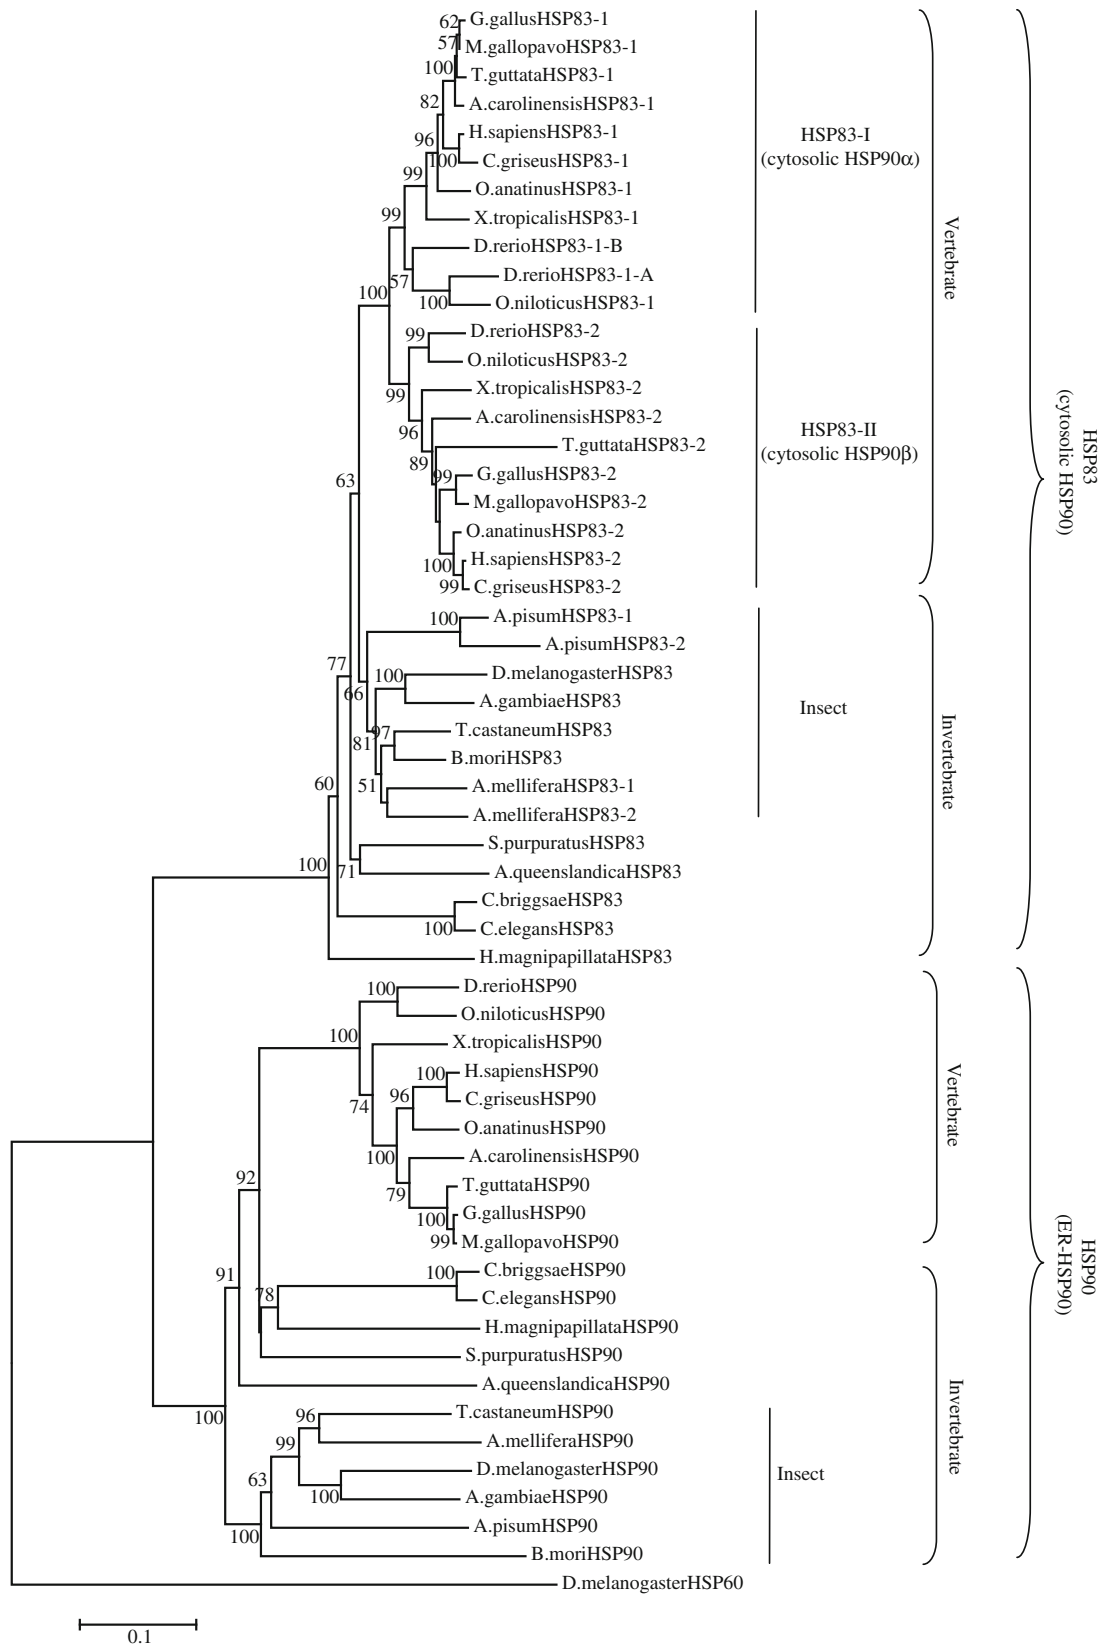 62
G.gallusHSP83-1
57
M.gallopavoHSP83-1
100
T.guttataHSP83-1
82
A.carolinensisHSP83-1
96
H.sapiensHSP83-1
HSP83-I
(cytosolic HSP90α)
100
C.griseusHSP83-1
99
O.anatinusHSP83-1
99
X.tropicalisHSP83-1
Vertebrate
D.rerioHSP83-1-B
57
D.rerioHSP83-1-A
100
100
O.niloticusHSP83-1
99
D.rerioHSP83-2
O.niloticusHSP83-2
99
X.tropicalisHSP83-2
96
A.carolinensisHSP83-2
HSP83-II
(cytosolic HSP90β)
89
T.guttataHSP83-2
HSP83
(cytosolic HSP90)
99
G.gallusHSP83-2
63
M.gallopavoHSP83-2
O.anatinusHSP83-2
100
H.sapiensHSP83-2
99
C.griseusHSP83-2
100
A.pisumHSP83-1
A.pisumHSP83-2
77
100
D.melanogasterHSP83
66
A.gambiaeHSP83
Insect
97
T.castaneumHSP83
81
B.moriHSP83
Invertebrate
60
51
A.melliferaHSP83-1
A.melliferaHSP83-2
S.purpuratusHSP83
100
71
A.queenslandicaHSP83
C.briggsaeHSP83
100
C.elegansHSP83
H.magnipapillataHSP83
100
D.rerioHSP90
O.niloticusHSP90
100
X.tropicalisHSP90
100
H.sapiensHSP90
Vertebrate
74
96
C.griseusHSP90
O.anatinusHSP90
100
A.carolinensisHSP90
92
79
T.guttataHSP90
100
G.gallusHSP90
99
M.gallopavoHSP90
HSP90
(ER-HSP90)
91
100
C.briggsaeHSP90
78
C.elegansHSP90
H.magnipapillataHSP90
S.purpuratusHSP90
A.queenslandicaHSP90
100
96
T.castaneumHSP90
Invertebrate
99
A.melliferaHSP90
63
D.melanogasterHSP90
Insect
100
A.gambiaeHSP90
100
A.pisumHSP90
B.moriHSP90
D.melanogasterHSP60
0.1